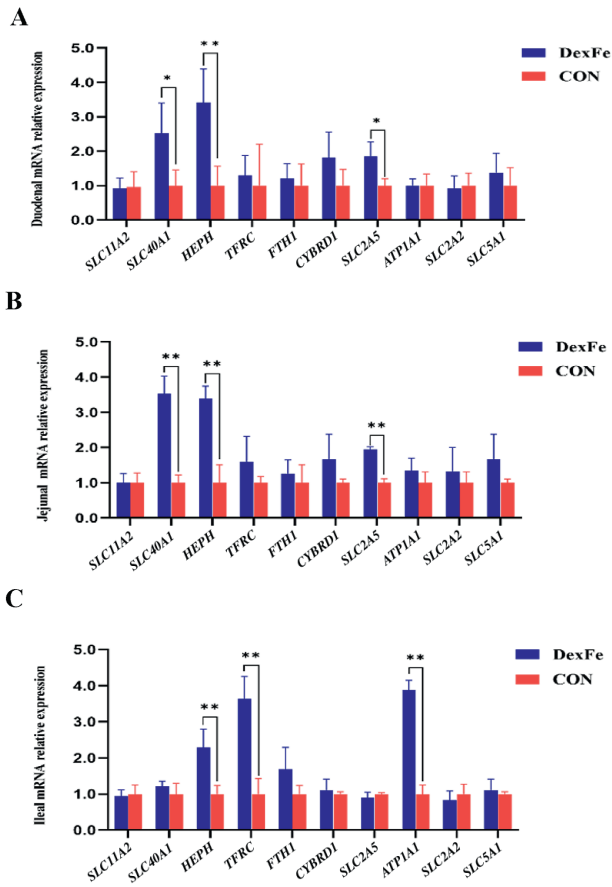 A
Duodenal mRNA relative expression
5.0
4.0
3.0
2.0
1.0
0.0
*
**
*
DexFe
CON
SLC11A2
SLC40A1
HEPH
TFRC
FTH1
CYBRD1
SLC2A5
ATP1A1
SLC2A2
SLC5A1
B
Jejunal mRNA relative expression
5.0
4.0
3.0
2.0
1.0
0.0
**
**
**
DexFe
CON
SLC11A2
SLC40A1
HEPH
TFRC
FTH1
CYBRD1
SLC2A5
ATP1A1
SLC2A2
SLC5A1
C
Ileal mRNA relative expression
5.0
4.0
3.0
2.0
1.0
0.0
**
**
**
DexFe
CON
SLC11A2
SLC40A1
HEPH
TFRC
FTH1
CYBRD1
SLC2A5
ATP1A1
SLC2A2
SLC5A1